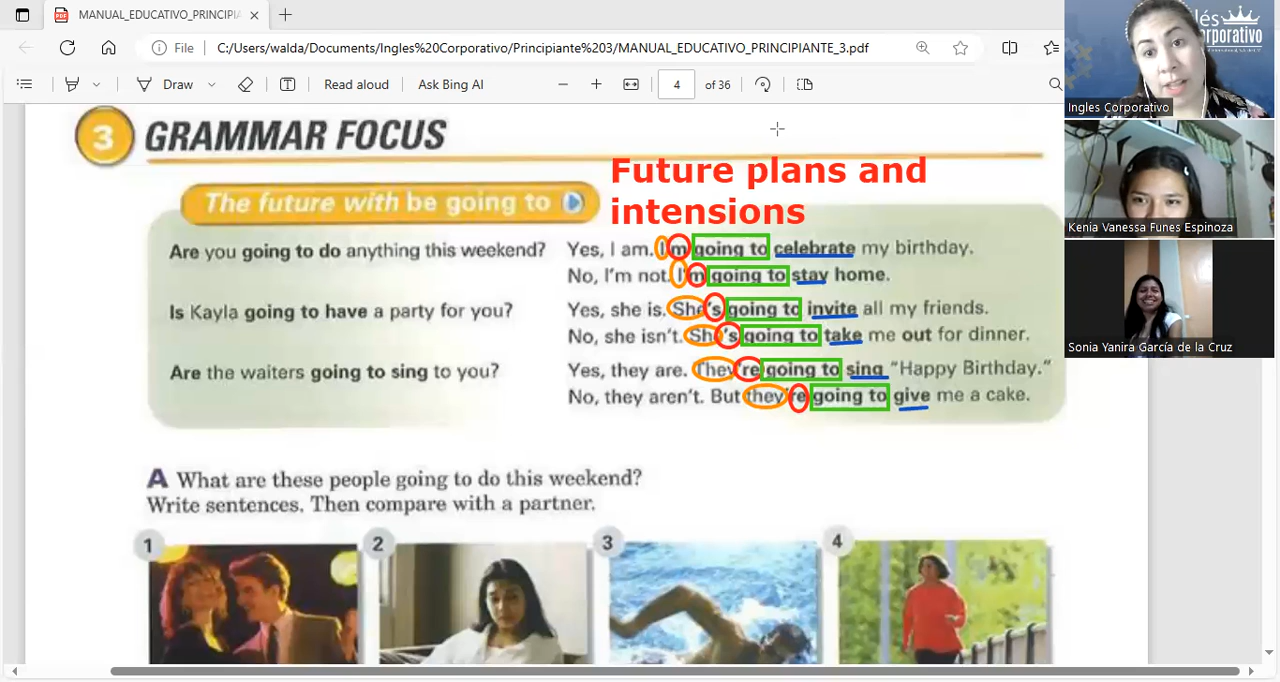 MANUAL_EDUCATIVO_PRINCIPIA
File
C:/Users/walda/Documents/Ingles%20Corporativo/Principante%203/MANUAL_EDUCATIVO_PRINCIPIANTE_3.pdf
Draw
Read aloud
Ask Bing AI
4
of 36
3 GRAMMAR FOCUS
Future plans and
intensions
The future with be going to
Are you going to do anything this weekend?
Yes, I am. I'm going to celebrate my birthday.
No, I'm not. I'm going to stay home.
Is Kayla going to have a party for you?
Yes, she is. She's going to invite all my friends.
No, she isn't. She's going to take me out for dinner.
Are the waiters going to sing to you?
Yes, they are. They're going to sing “Happy Birthday.”
No, they aren't. But they're going to give me a cake.
A What are these people going to do this weekend?
Write sentences. Then compare with a partner.
1
2
3
4
Ingles Corporativo
Kenia Vanessa Funes Espinoza
Sonia Yanira García de la Cruz